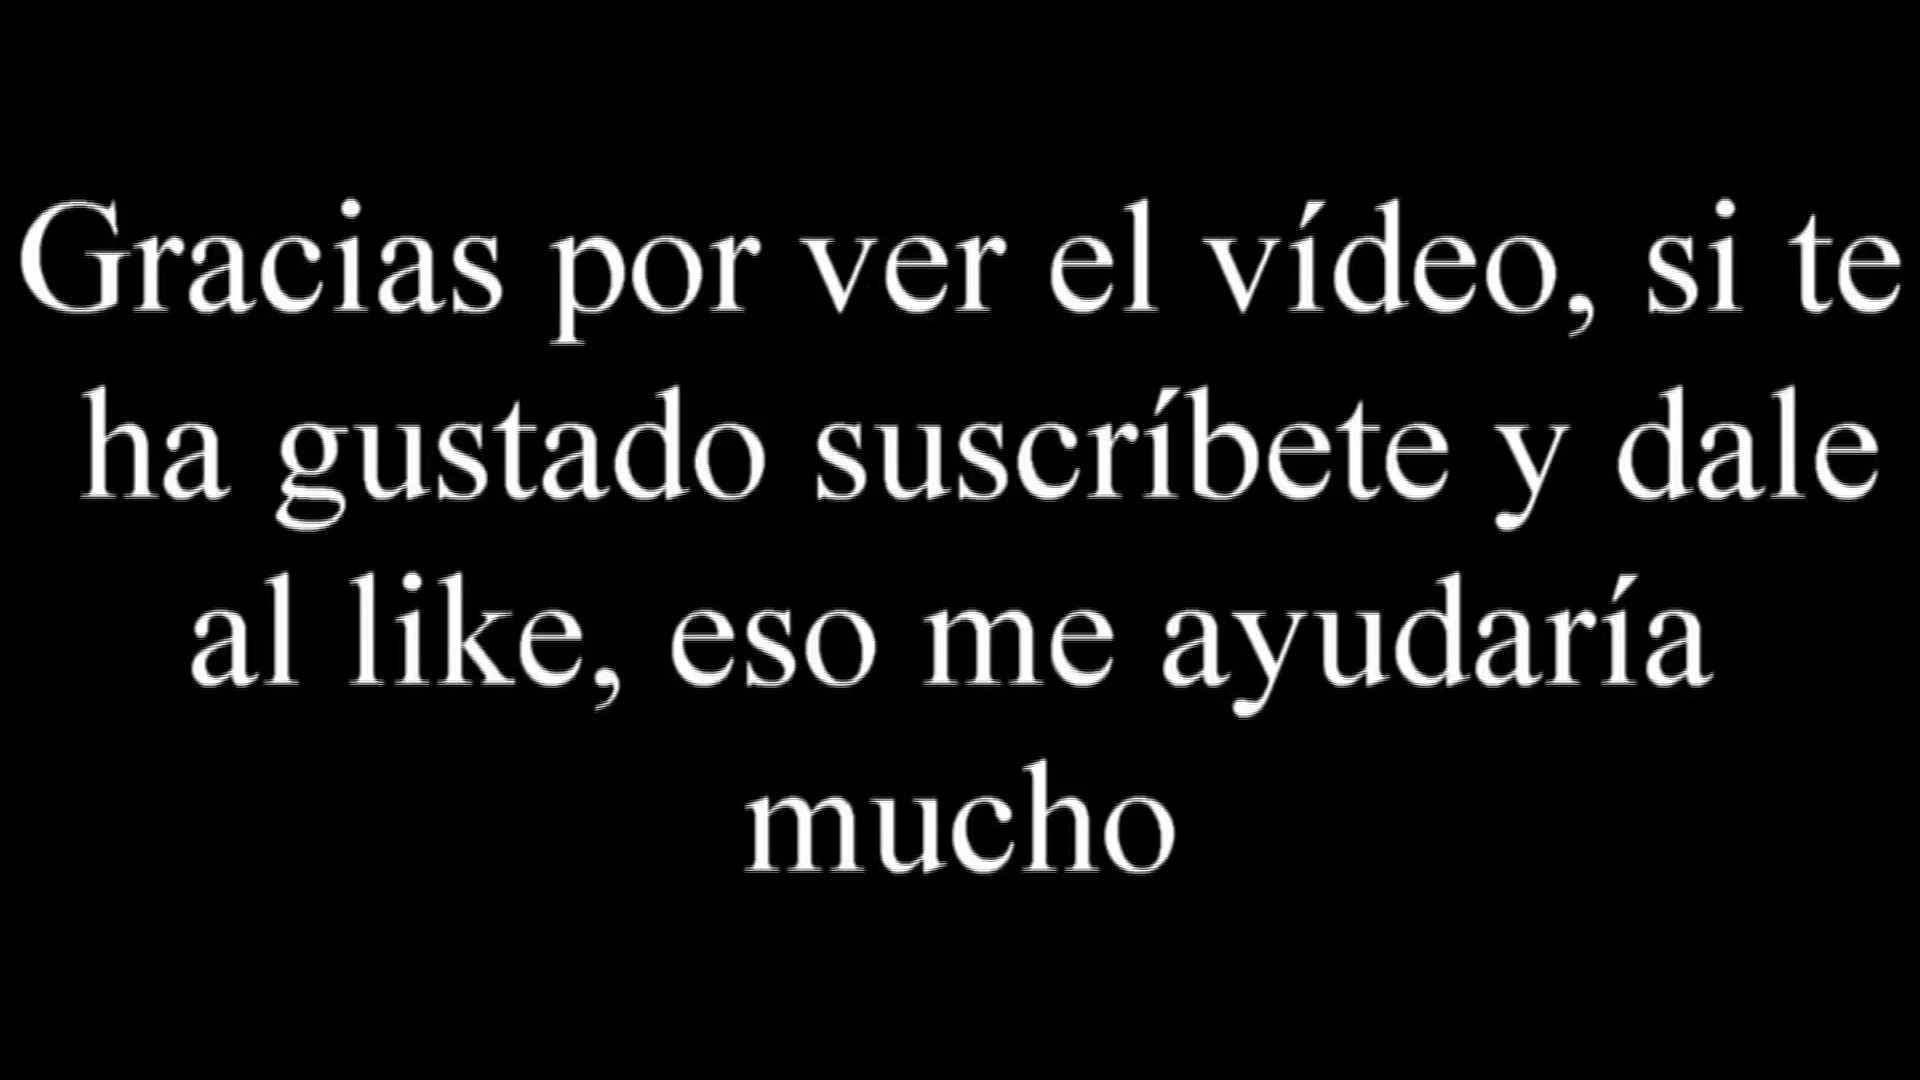 Gracias por ver el vídeo, si te
ha gustado suscríbete y dale
al like, eso me ayudaría
mucho